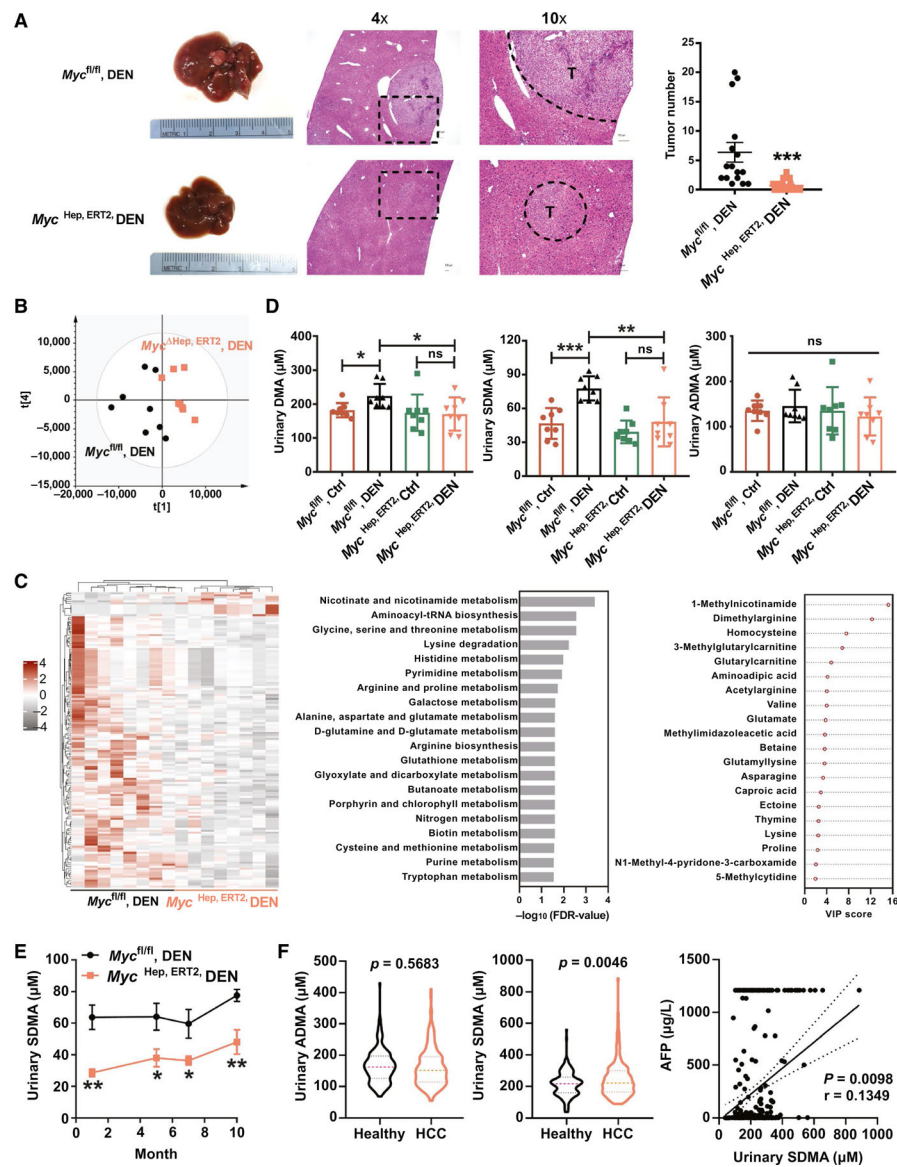 A
4x
10x
Myc fl/fl, DEN
METRIC 1 2 3 4 5
T
Myc Hep, ERT2, DEN
METRIC 1 2 3 4 5
T
Tumor number
25
20
15
10
5
0
***
Myc fl/fl, DEN
Myc Hep, ERT2, DEN
B
t[4]
10,000
5,000
0
−5,000
−10,000
−15,000
−20,000
−10,000
0
10,000
t[1]
Myc ΔHep, ERT2, DEN
Myc fl/fl, DEN
D
Urinary DMA (µM)
400
300
200
100
0
*
*
ns
Myc fl/fl, Ctrl
Myc fl/fl, DEN
Myc Hep, ERT2, Ctrl
Myc Hep, ERT2, DEN
Urinary SDMA (µM)
120
90
60
30
0
**
***
ns
Myc fl/fl, Ctrl
Myc fl/fl, DEN
Myc Hep, ERT2, Ctrl
Myc Hep, ERT2, DEN
Urinary ADMA (µM)
400
300
200
100
0
ns
Myc fl/fl, Ctrl
Myc fl/fl, DEN
Myc Hep, ERT2, Ctrl
Myc Hep, ERT2, DEN
C
4
2
0
−2
−4
Myc fl/fl, DEN
Myc Hep, ERT2, DEN
Nicotinate and nicotinamide metabolism
Aminoacyl-tRNA biosynthesis
Glycine, serine and threonine metabolism
Lysine degradation
Histidine metabolism
Pyrimidine metabolism
Arginine and proline metabolism
Galactose metabolism
Alanine, aspartate and glutamate metabolism
D-glutamine and D-glutamate metabolism
Arginine biosynthesis
Glutathione metabolism
Glyoxylate and dicarboxylate metabolism
Butanoate metabolism
Porphyrin and chlorophyll metabolism
Nitrogen metabolism
Biotin metabolism
Cysteine and methionine metabolism
Purine metabolism
Tryptophan metabolism
0 1 2 3 4
−log10 (FDR-value)
1-Methylnicotinamide
Dimethylarginine
Homocysteine
3-Methylglutarylcarnitine
Glutarylcarnitine
Aminoadipic acid
Acetylarginine
Valine
Glutamate
Methylimidazoleacetic acid
Betaine
Glutamyllysine
Asparagine
Caproic acid
Ectoine
Thymine
Lysine
Proline
N1-Methyl-4-pyridone-3-carboxamide
5-Methylcytidine
0 4 8 12 16
VIP score
E
Myc fl/fl, DEN
Myc Hep, ERT2, DEN
Urinary SDMA (µM)
100
80
60
40
20
0
**
*
*
**
0 2 4 6 8 10
Month
F
p = 0.5683
Urinary ADMA (µM)
500
400
300
200
100
0
Healthy HCC
p = 0.0046
Urinary SDMA (µM)
1000
800
600
400
200
0
Healthy HCC
AFP (µg/L)
1500
1000
500
0
P = 0.0098
r = 0.1349
0 200 400 600 800 1000
Urinary SDMA (µM)